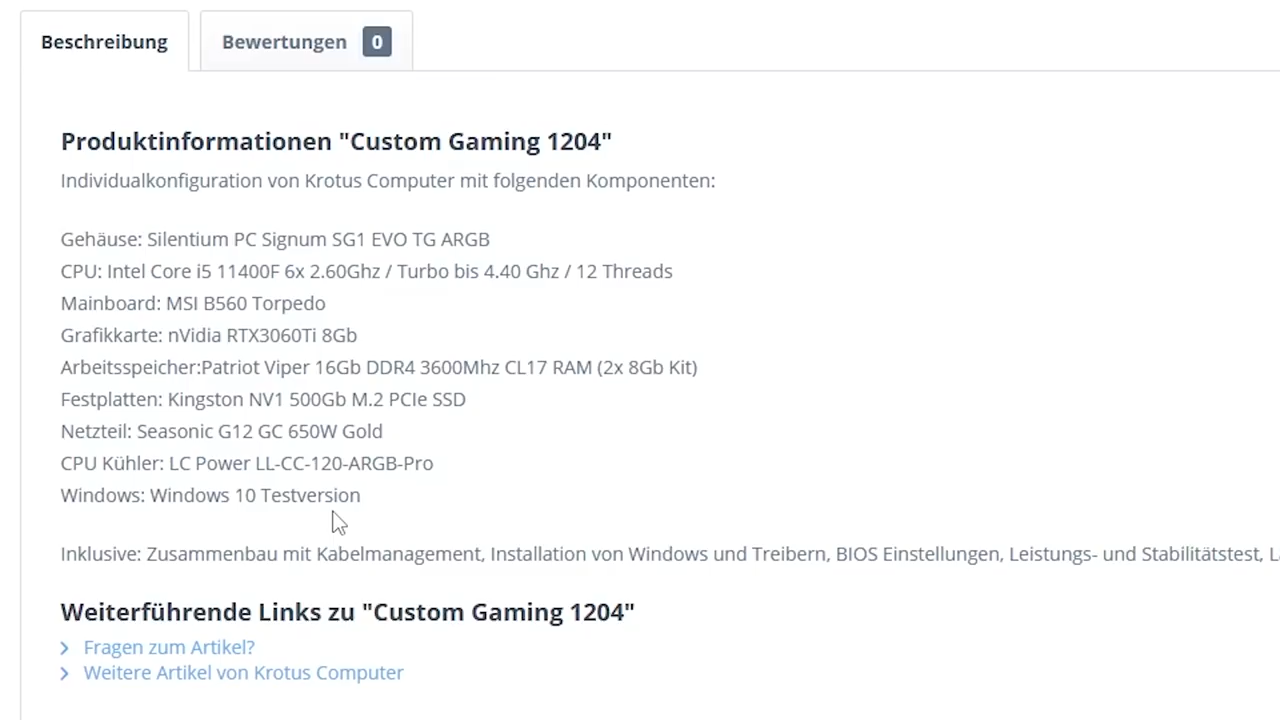 Beschreibung
Bewertungen 0
Produktinformationen "Custom Gaming 1204"
Individualkonfiguration von Krotus Computer mit folgenden Komponenten:
Gehäuse: Silentium PC Signum SG1 EVO TG ARGB
CPU: Intel Core i5 11400F 6x 2.60Ghz / Turbo bis 4.40 Ghz / 12 Threads
Mainboard: MSI B560 Torpedo
Grafikkarte: nVidia RTX3060Ti 8Gb
Arbeitsspeicher:Patriot Viper 16Gb DDR4 3600Mhz CL17 RAM (2x 8Gb Kit)
Festplatten: Kingston NV1 500Gb M.2 PCIe SSD
Netzteil: Seasonic G12 GC 650W Gold
CPU Kühler: LC Power LL-CC-120-ARGB-Pro
Windows: Windows 10 Testversion
Inklusive: Zusammenbau mit Kabelmanagement, Installation von Windows und Treibern, BIOS Einstellungen, Leistungs- und Stabilitätstest,
Weiterführende Links zu "Custom Gaming 1204"
Fragen zum Artikel?
Weitere Artikel von Krotus Computer